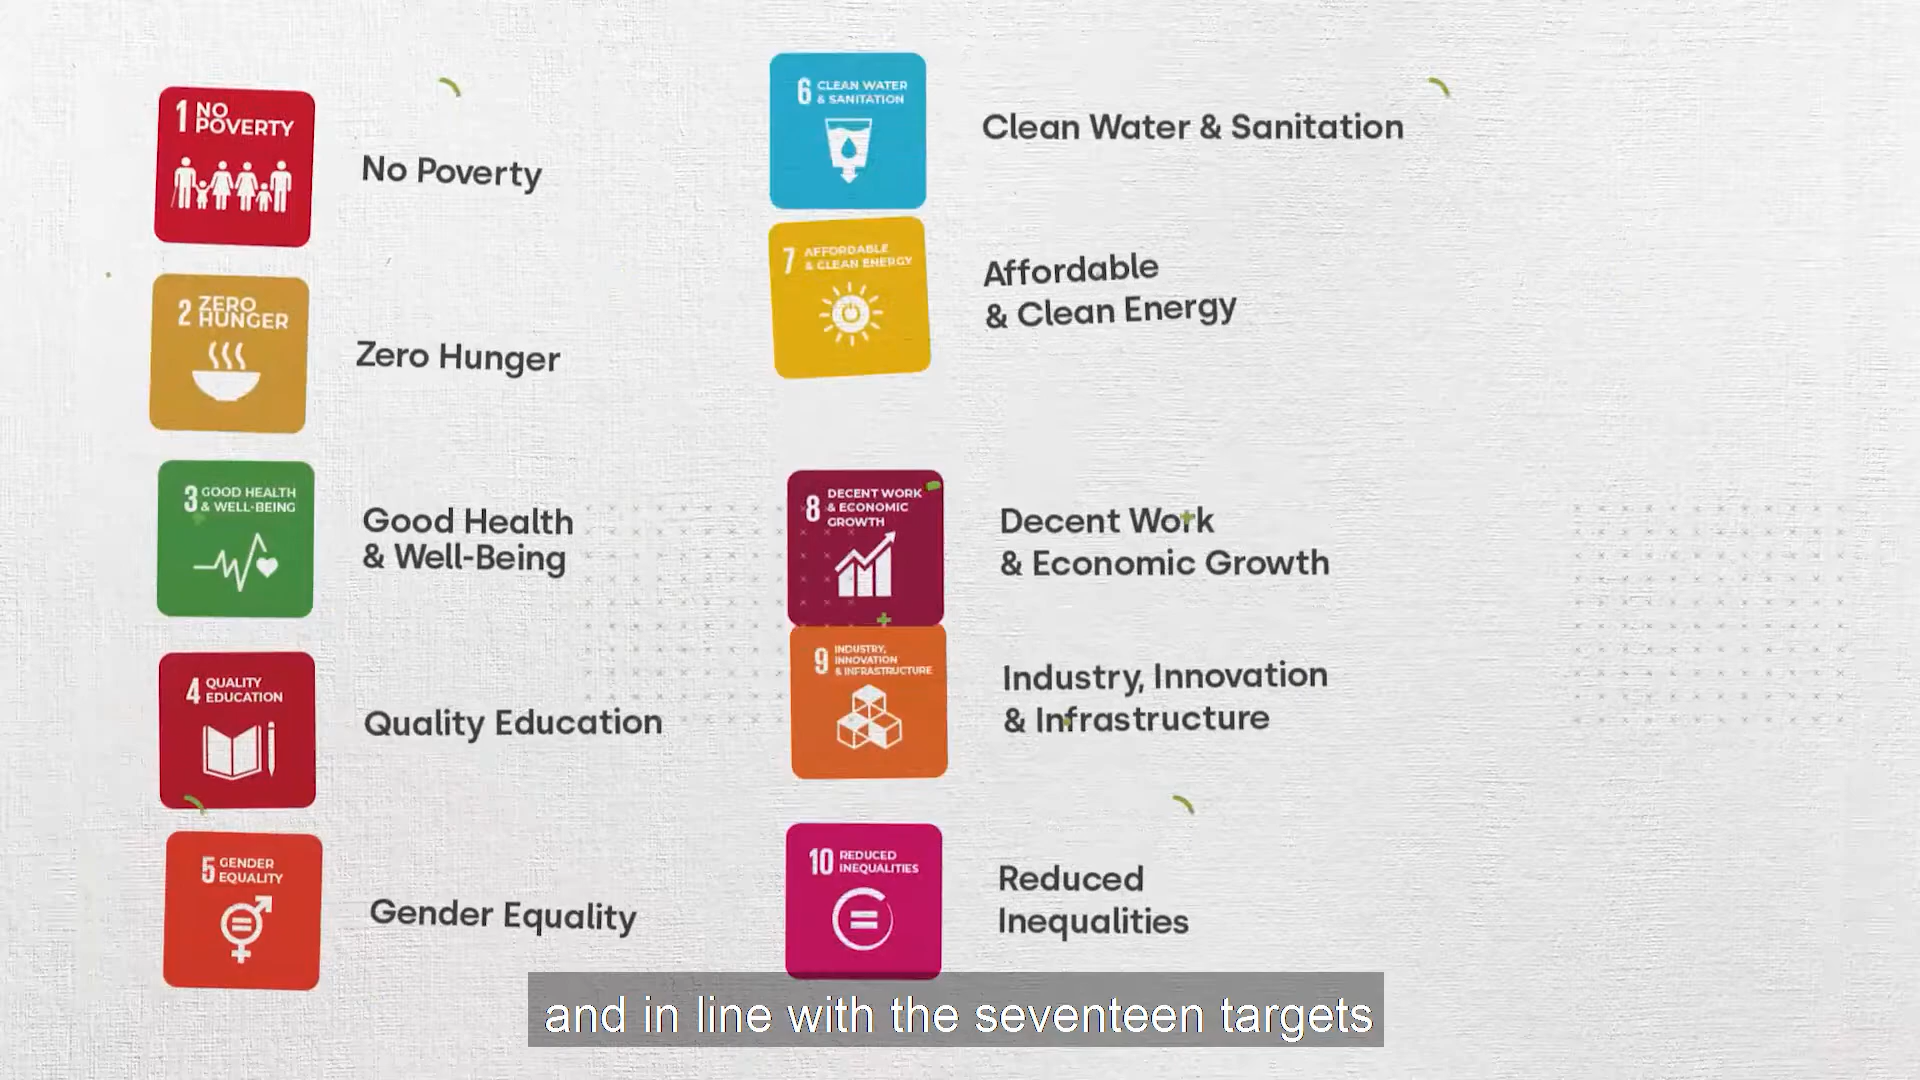 1 NO
POVERTY
No Poverty
2 ZERO
HUNGER
Zero Hunger
3 GOOD HEALTH
& WELL-BEING
Good Health
& Well-Being
4 QUALITY
EDUCATION
Quality Education
5 GENDER
EQUALITY
Gender Equality
6 CLEAN WATER
& SANITATION
Clean Water & Sanitation
7 AFFORDABLE
& CLEAN ENERGY
Affordable
& Clean Energy
8 DECENT WORK
& ECONOMIC
GROWTH
Decent Work
& Economic Growth
9 INDUSTRY,
INNOVATION
& INFRASTRUCTURE
Industry, Innovation
& Infrastructure
10 REDUCED
INEQUALITIES
Reduced
Inequalities
and in line with the seventeen targets